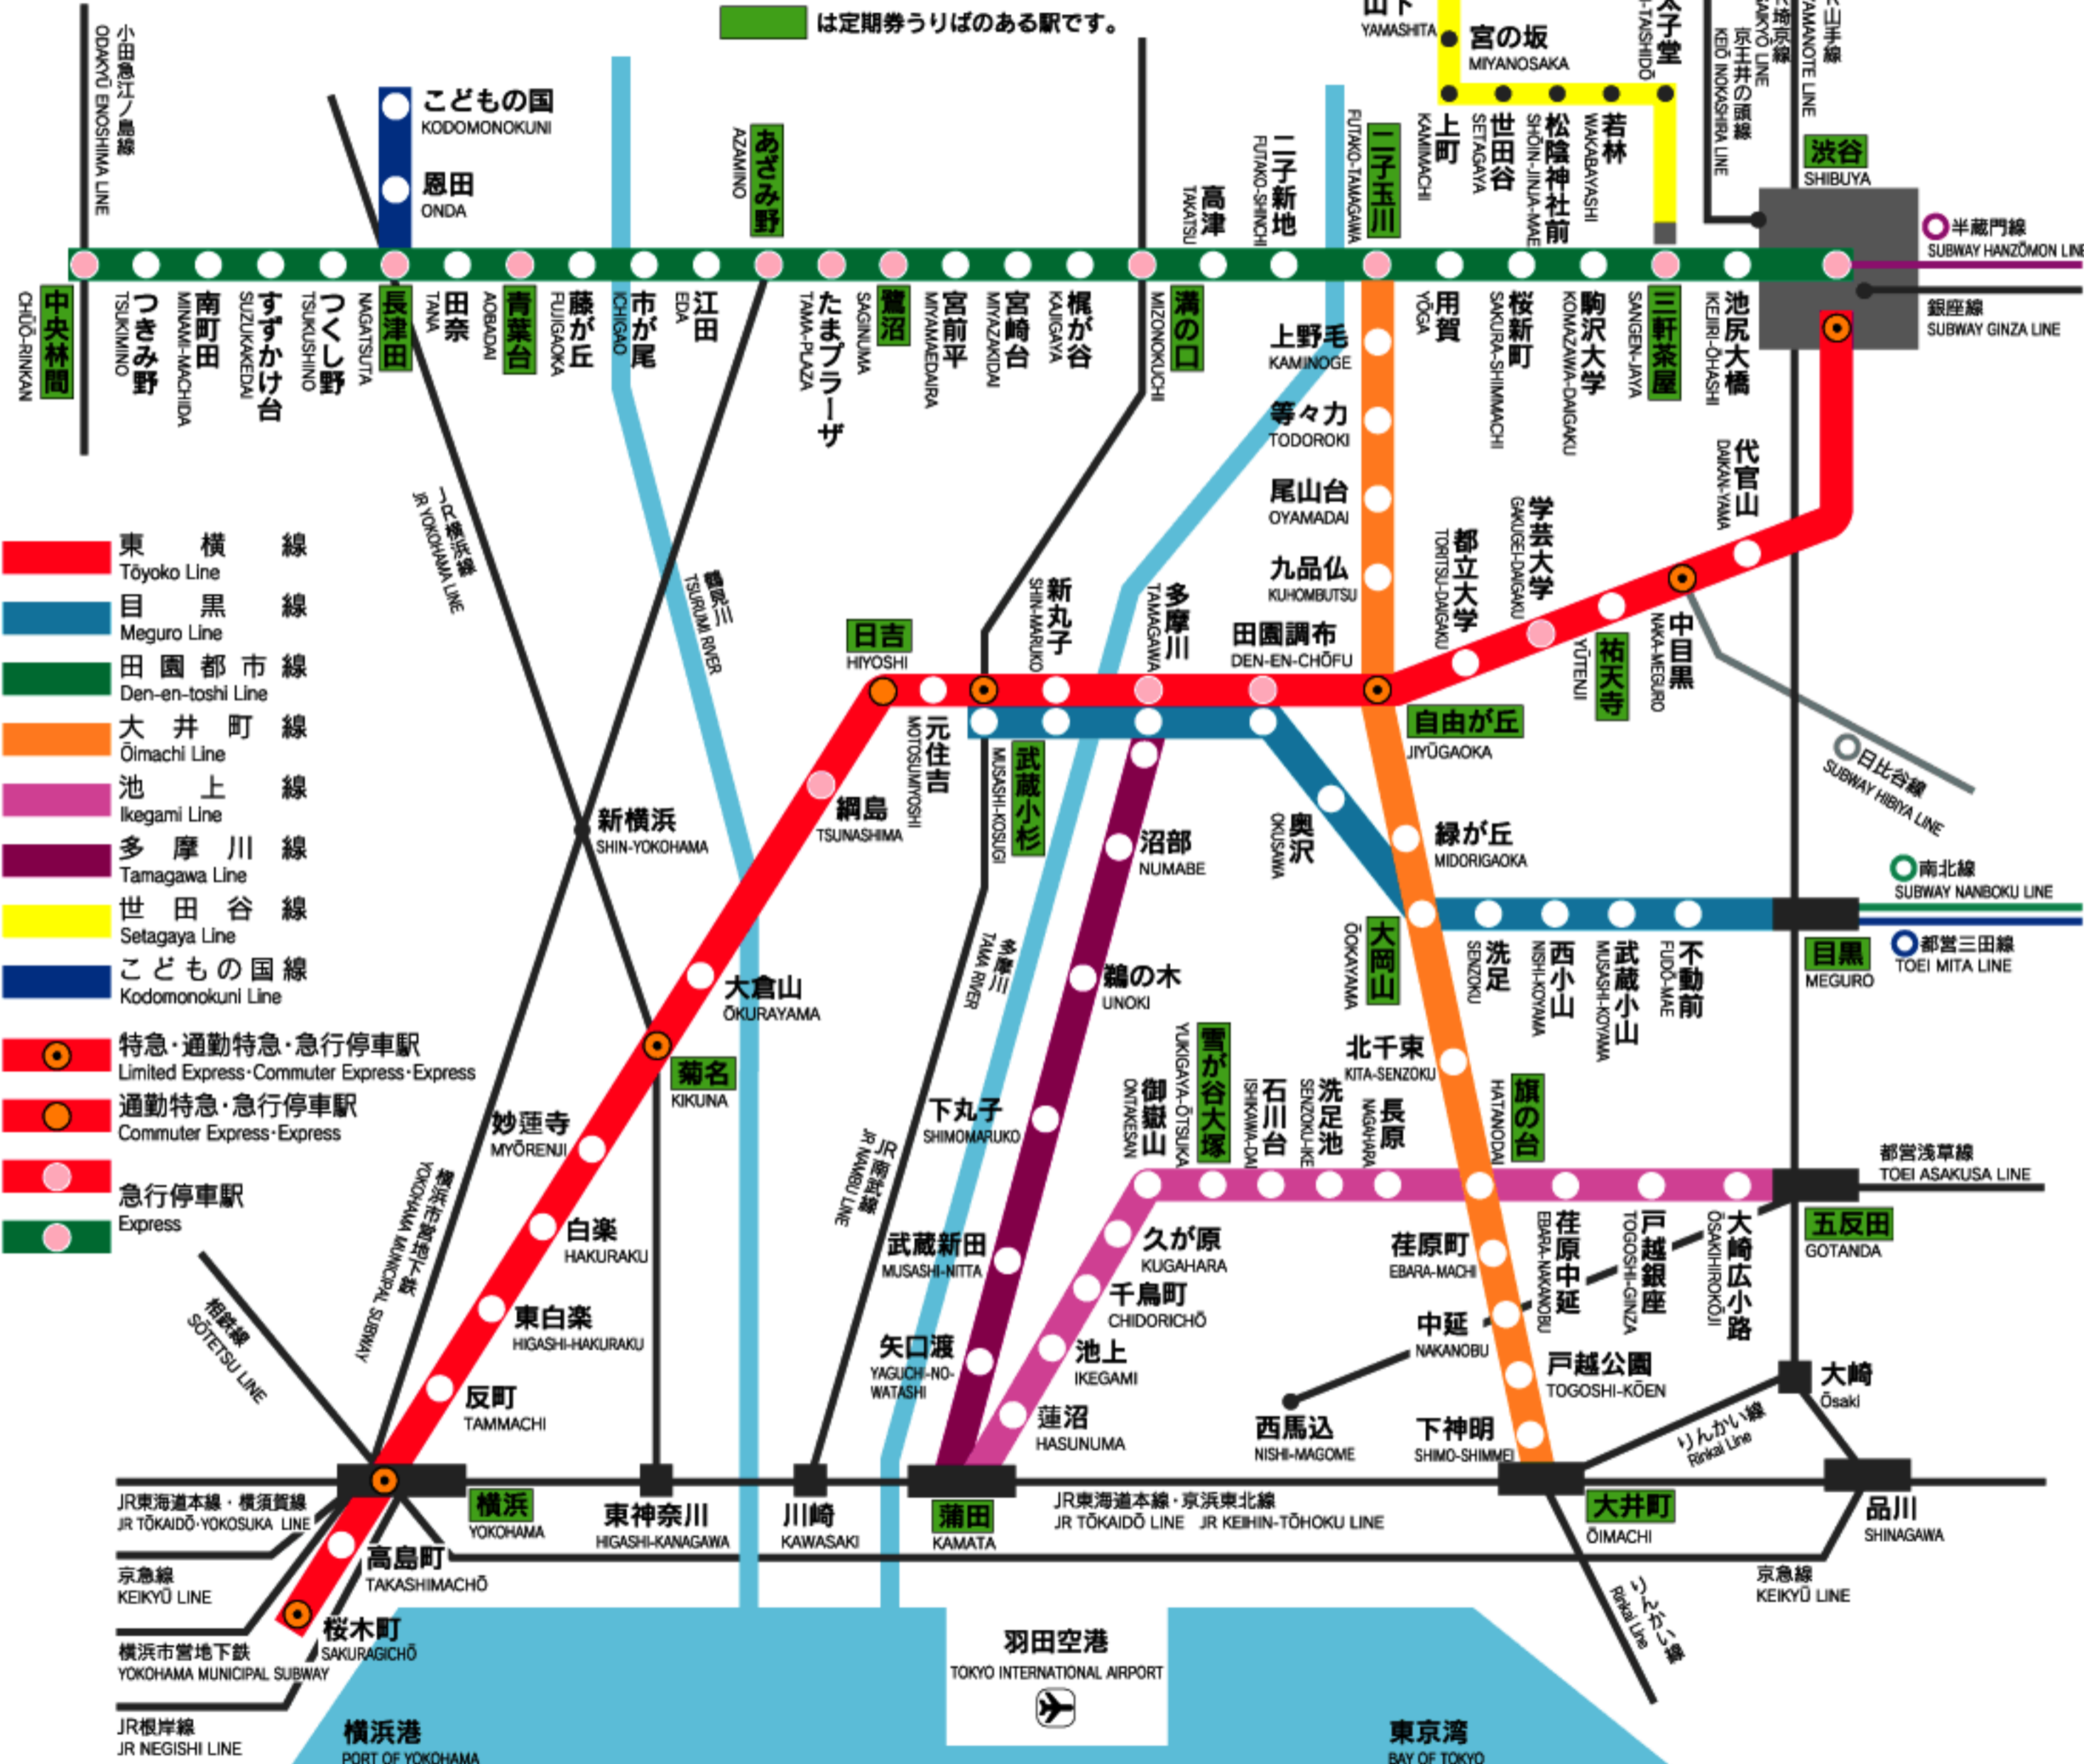 は定期券うりばのある駅です。
小田急江ノ島線
ODAKYŪ ENOSHIMA LINE
こどもの国
KODOMONOKUNI
恩田
ONDA
あざみ野
AZAMINO
高津
TAKATSU
二子新地
FUTAKO-SHINCHI
二子玉川
FUTAKO-TAMAGAWA
山下
YAMASHITA
宮の坂
MIYANOSAKA
上町
KAMIMACHI
世田谷
SETAGAYA
松陰神社前
SHŌIN-JINJA-MAE
若林
WAKABAYASHI
子堂
I-TAISHIDŌ
京王井の頭線
KEIŌ INOKASHIRA LINE
埼京線
SAIKYŌ LINE
山手線
YAMANOTE LINE
渋谷
SHIBUYA
半蔵門線
SUBWAY HANZŌMON LINE
銀座線
SUBWAY GINZA LINE
中央林間
CHŪŌ-RINKAN
つきみ野
TSUKIMINO
南町田
MINAMI-MACHIDA
すずかけ台
SUZUKAKEDAI
つくし野
TSUKUSHINO
長津田
NAGATSUTA
田奈
TANA
青葉台
AOBADAI
藤が丘
FUJIGAOKA
市が尾
ICHIGAO
江田
EDA
たまプラーザ
TAMA-PLAZA
鷺沼
SAGINUMA
宮前平
MIYAMAEDAIRA
宮崎台
MIYAZAKIDAI
梶が谷
KAJIGAYA
溝の口
MIZONOKUCHI
用賀
YŌGA
桜新町
SAKURA-SHIMMACHI
駒沢大学
KOMAZAWA-DAIGAKU
三軒茶屋
SANGEN-JAYA
池尻大橋
IKEJIRI-ŌHASHI
上野毛
KAMINOGE
等々力
TODOROKI
尾山台
OYAMADAI
九品仏
KUHOMBUTSU
代官山
DAIKAN-YAMA
学芸大学
GAKUGEI-DAIGAKU
都立大学
TORITSU-DAIGAKU
祐天寺
YŪTENJI
中目黒
NAKA-MEGURO
日比谷線
SUBWAY HIBIYA LINE
JR横浜線
JR YOKOHAMA LINE
鶴見川
TSURUMI RIVER
東横線
Tōyoko Line
目黒線
Meguro Line
田園都市線
Den-en-toshi Line
大井町線
Ōimachi Line
池上線
Ikegami Line
多摩川線
Tamagawa Line
世田谷線
Setagaya Line
こどもの国線
Kodomonokuni Line
特急･通勤特急･急行停車駅
Limited Express･Commuter Express･Express
通勤特急･急行停車駅
Commuter Express･Express
急行停車駅
Express
日吉
HIYOSHI
新丸子
SHIN-MARUKO
多摩川
TAMAGAWA
田園調布
DEN-EN-CHŌFU
自由が丘
JIYŪGAOKA
元住吉
MOTOSUMIYOSHI
武蔵小杉
MUSASHI-KOSUGI
綱島
TSUNASHIMA
新横浜
SHIN-YOKOHAMA
沼部
NUMABE
奥沢
OKUSAWA
緑が丘
MIDORIGAOKA
南北線
SUBWAY NANBOKU LINE
都営三田線
TOEI MITA LINE
大岡山
ŌOKAYAMA
洗足
SENZOKU
西小山
NISHI-KOYAMA
武蔵小山
MUSASHI-KOYAMA
不動前
FUDŌ-MAE
目黒
MEGURO
大倉山
ŌKURAYAMA
多摩川
TAMA RIVER
鵜の木
UNOKI
菊名
KIKUNA
北千束
KITA-SENZOKU
妙蓮寺
MYŌRENJI
下丸子
SHIMOMARUKO
御嶽山
ONTAKESAN
雪が谷大塚
YUKIGAYA-ŌTSUKA
石川台
ISHIKAWA-DAI
洗足池
SENZOKU-IKE
長原
NAGAHARA
旗の台
HATANODAI
都営浅草線
TOEI ASAKUSA LINE
五反田
GOTANDA
JR南武線
JR NAMBU LINE
横浜市営地下鉄
YOKOHAMA MUNICIPAL SUBWAY
白楽
HAKURAKU
武蔵新田
MUSASHI-NITTA
久が原
KUGAHARA
荏原町
EBARA-MACHI
荏原中延
EBARA-NAKANOBU
戸越銀座
TOGOSHI-GINZA
大崎広小路
ŌSAKIHIROKŌJI
相鉄線
SŌTETSU LINE
東白楽
HIGASHI-HAKURAKU
千鳥町
CHIDORICHŌ
中延
NAKANOBU
矢口渡
YAGUCHI-NO-
WATASHI
池上
IKEGAMI
戸越公園
TOGOSHI-KŌEN
大崎
Ōsaki
反町
TAMMACHI
蓮沼
HASUNUMA
西馬込
NISHI-MAGOME
下神明
SHIMO-SHIMMEI
りんかい線
Rinkai Line
JR東海道本線・横須賀線
JR TŌKAIDŌ･YOKOSUKA LINE
横浜
YOKOHAMA
東神奈川
HIGASHI-KANAGAWA
川崎
KAWASAKI
蒲田
KAMATA
JR東海道本線･京浜東北線
JR TŌKAIDŌ LINE JR KEIHIN-TŌHOKU LINE
大井町
ŌIMACHI
品川
SHINAGAWA
高島町
TAKASHIMACHŌ
京急線
KEIKYŪ LINE
京急線
KEIKYŪ LINE
りんかい線
Rinkai Line
桜木町
SAKURAGICHŌ
横浜市営地下鉄
YOKOHAMA MUNICIPAL SUBWAY
羽田空港
TOKYO INTERNATIONAL AIRPORT
JR根岸線
JR NEGISHI LINE
横浜港
PORT OF YOKOHAMA
東京湾
BAY OF TOKYO